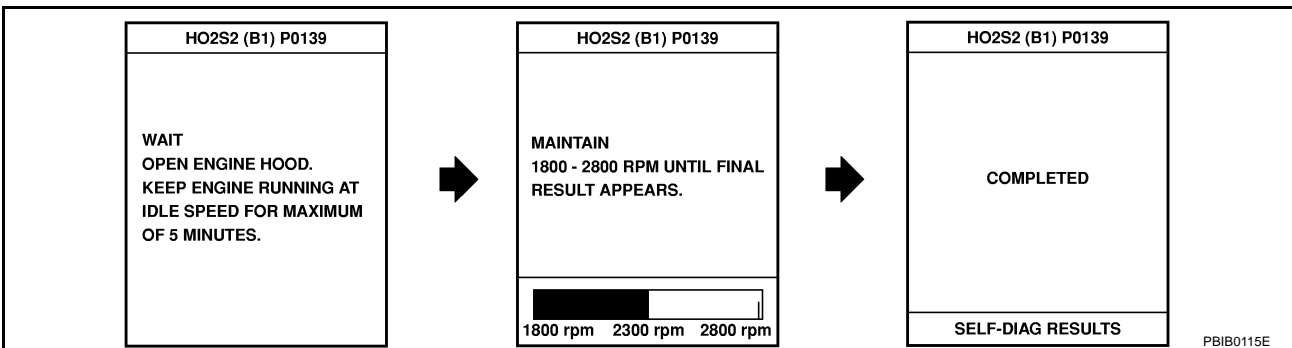 HO2S2 (B1) P0139
WAIT
OPEN ENGINE HOOD.
KEEP ENGINE RUNNING AT
IDLE SPEED FOR MAXIMUM
OF 5 MINUTES.
HO2S2 (B1) P0139
MAINTAIN
1800 - 2800 RPM UNTIL FINAL
RESULT APPEARS.
1800 rpm 2300 rpm 2800 rpm
HO2S2 (B1) P0139
COMPLETED
SELF-DIAG RESULTS
PBIB0115E